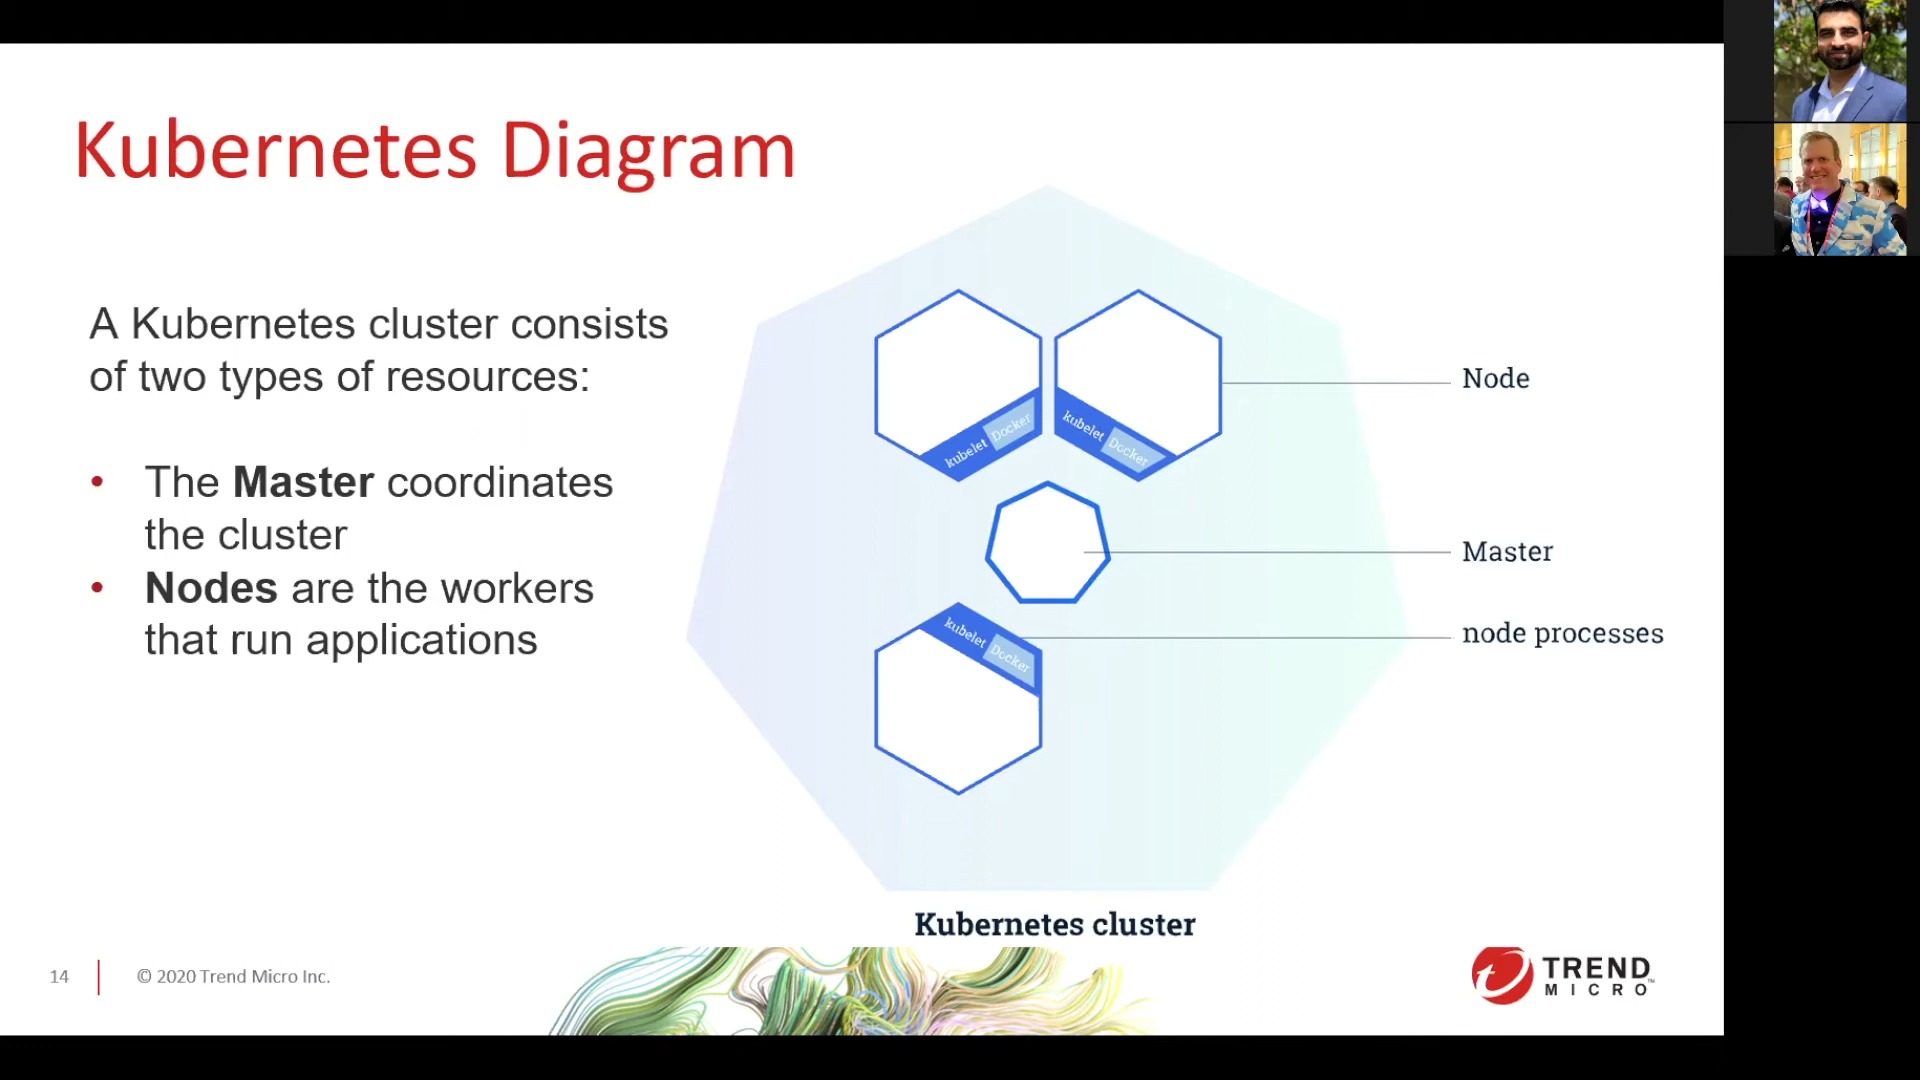 Kubernetes Diagram
A Kubernetes cluster consists
of two types of resources:
• The Master coordinates
the cluster
• Nodes are the workers
that run applications
kubelet Docker
kubelet Docker
Node
Master
kubelet Docker
node processes
Kubernetes cluster
14
© 2020 Trend Micro Inc.
TREND
MICRO™